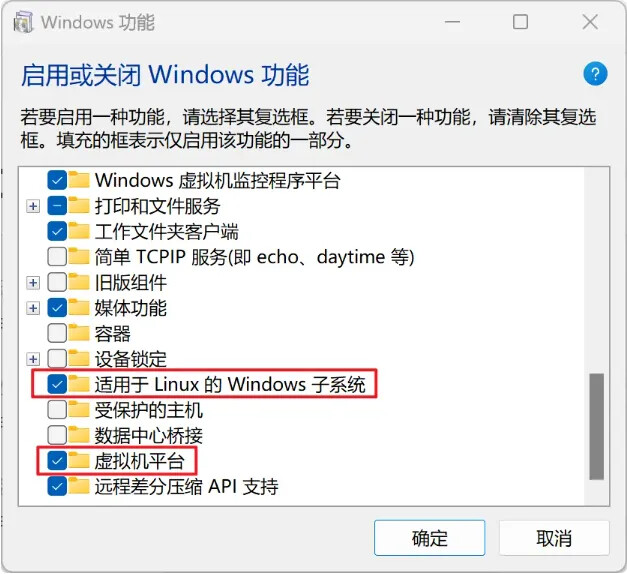 Windows 功能
启用或关闭 Windows 功能
若要启用一种功能，请选择其复选框。若要关闭一种功能，请清除其复选
框。填充的框表示仅启用该功能的一部分。
Windows 虚拟机监控程序平台
打印和文件服务
工作文件夹客户端
简单 TCPIP 服务(即 echo、daytime 等)
旧版组件
媒体功能
容器
设备锁定
适用于 Linux 的 Windows 子系统
受保护的主机
数据中心桥接
虚拟机平台
远程差分压缩 API 支持
确定 取消